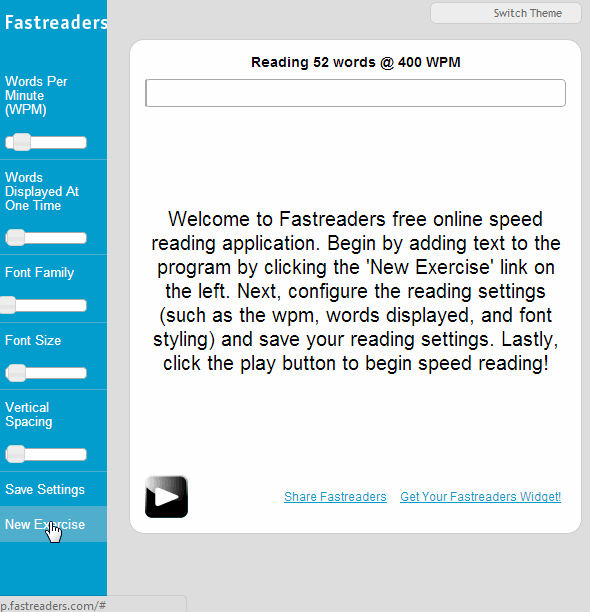 Fastreaders
Switch Theme
Reading 52 words @ 400 WPM
Words Per
Minute
(WPM)
Words
Displayed At
One Time
Font Family
Font Size
Vertical
Spacing
Save Settings
New Exercise
Welcome to Fastreaders free online speed
reading application. Begin by adding text to the
program by clicking the 'New Exercise' link on
the left. Next, configure the reading settings
(such as the wpm, words displayed, and font
styling) and save your reading settings. Lastly,
click the play button to begin speed reading!
Share Fastreaders
Get Your Fastreaders Widget!
p.fastreaders.com/#